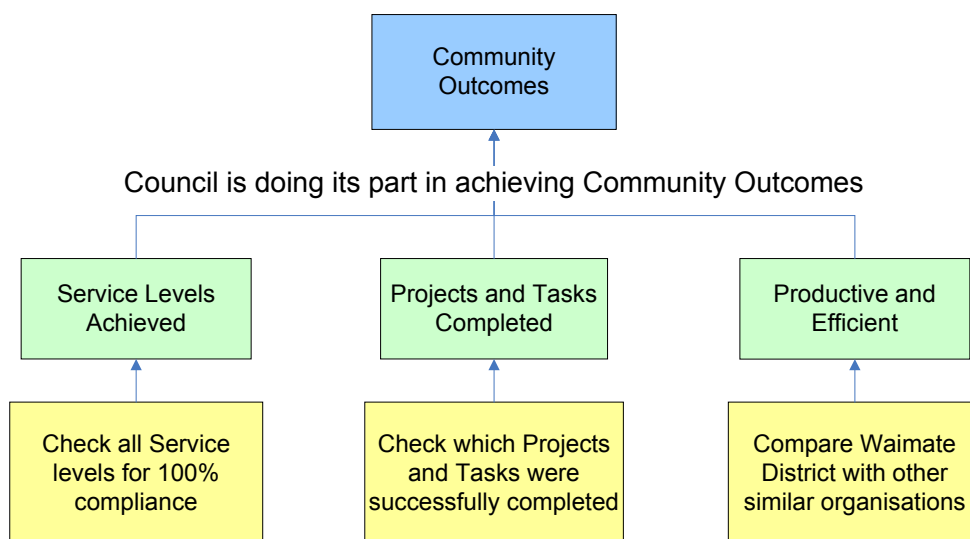 Community
Outcomes
Council is doing its part in achieving Community Outcomes
Service Levels
Achieved
Projects and Tasks
Completed
Productive and
Efficient
Check all Service
levels for 100%
compliance
Check which Projects
and Tasks were
successfully completed
Compare Waimate
District with other
similar organisations